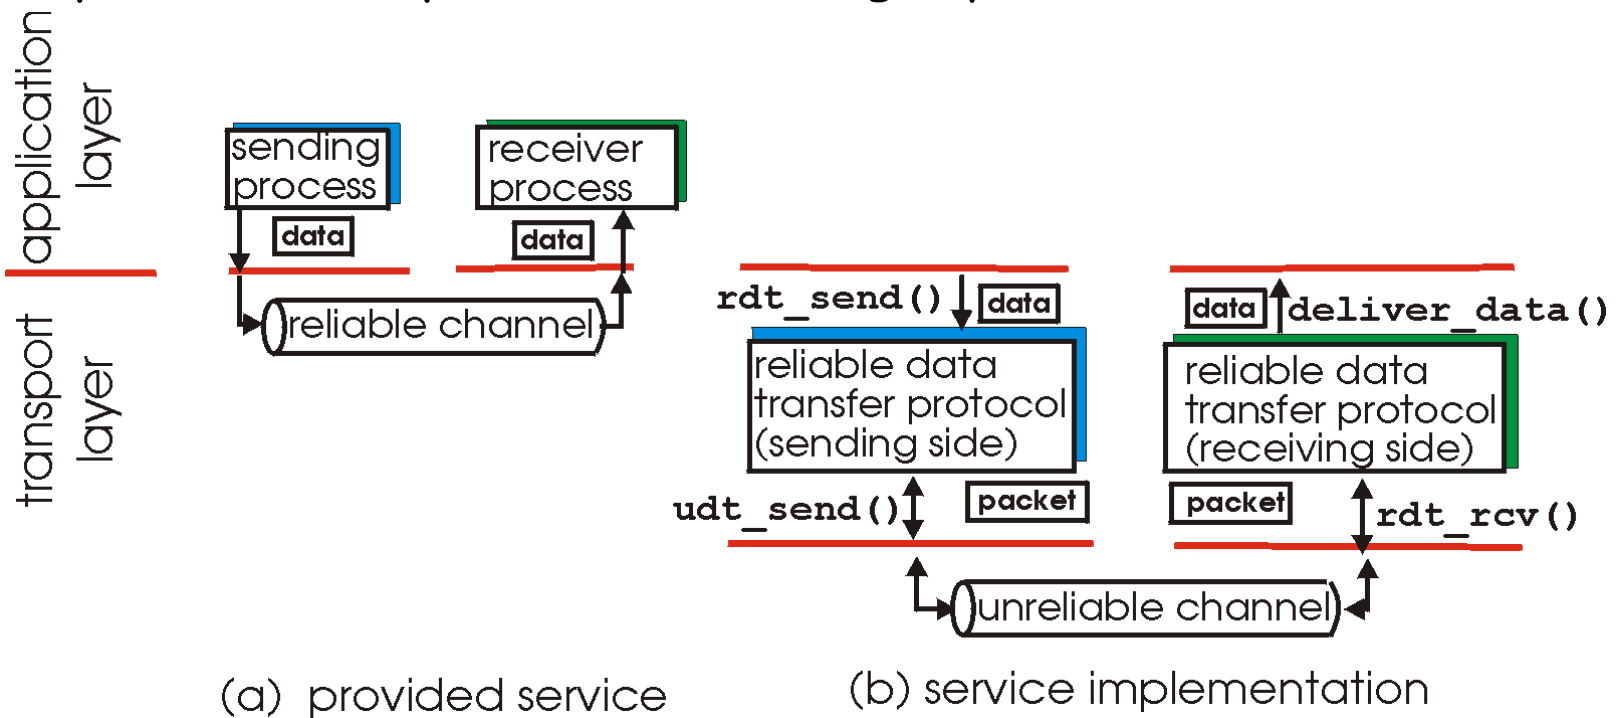 application
layer
transport
layer
sending
process
receiver
process
data
data
reliable channel
rdt_send()
data
data
deliver_data()
reliable data
transfer protocol
(sending side)
reliable data
transfer protocol
(receiving side)
udt_send()
packet
packet
rdt_rcv()
unreliable channel
(a) provided service
(b) service implementation